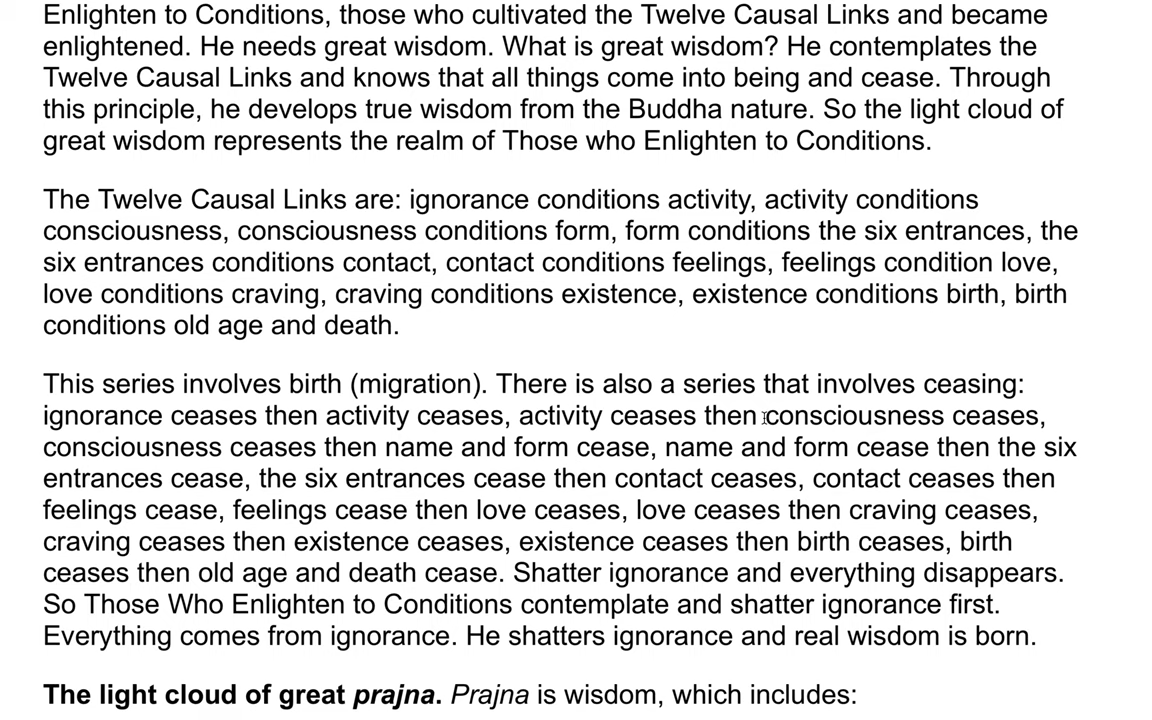 Enlighten to Conditions, those who cultivated the Twelve Causal Links and became
enlightened. He needs great wisdom. What is great wisdom? He contemplates the
Twelve Causal Links and knows that all things come into being and cease. Through
this principle, he develops true wisdom from the Buddha nature. So the light cloud of
great wisdom represents the realm of Those who Enlighten to Conditions.
The Twelve Causal Links are: ignorance conditions activity, activity conditions
consciousness, consciousness conditions form, form conditions the six entrances, the
six entrances conditions contact, contact conditions feelings, feelings condition love,
love conditions craving, craving conditions existence, existence conditions birth, birth
conditions old age and death.
This series involves birth (migration). There is also a series that involves ceasing:
ignorance ceases then activity ceases, activity ceases then consciousness ceases,
consciousness ceases then name and form cease, name and form cease then the six
entrances cease, the six entrances cease then contact ceases, contact ceases then
feelings cease, feelings cease then love ceases, love ceases then craving ceases,
craving ceases then existence ceases, existence ceases then birth ceases, birth
ceases then old age and death cease. Shatter ignorance and everything disappears.
So Those Who Enlighten to Conditions contemplate and shatter ignorance first.
Everything comes from ignorance. He shatters ignorance and real wisdom is born.
The light cloud of great prajna. Prajna is wisdom, which includes: